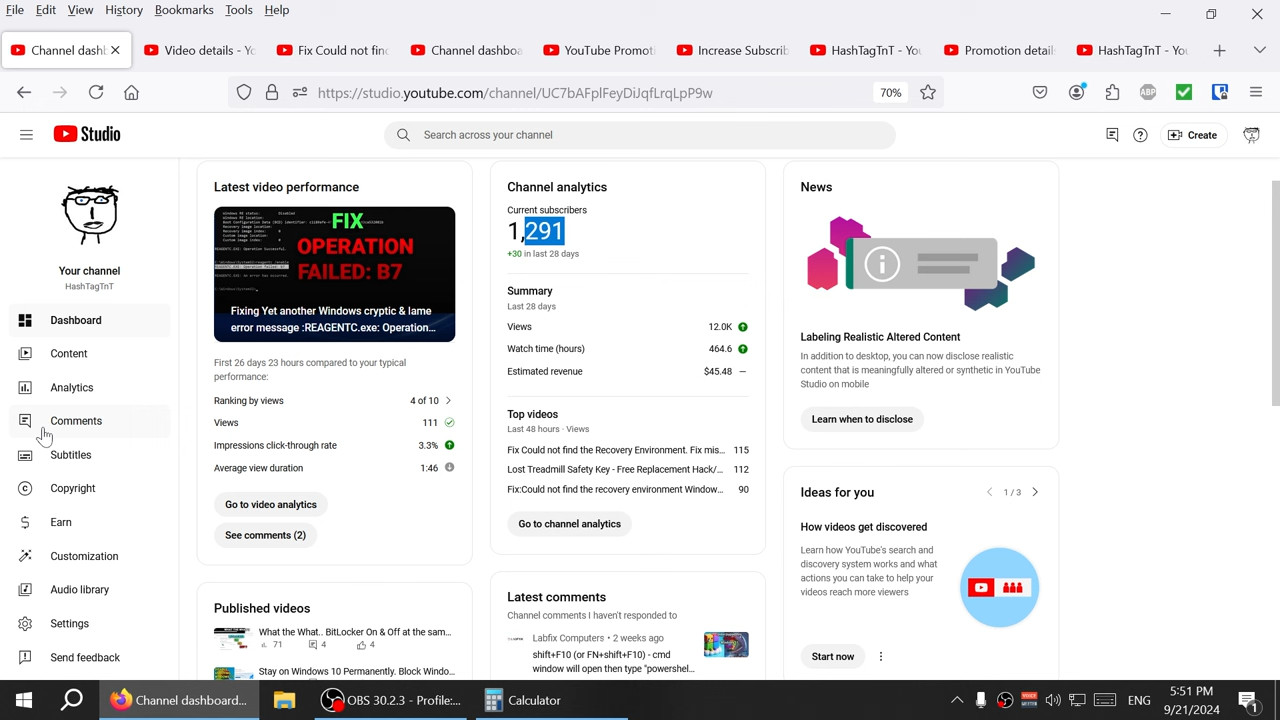 File Edit View History Bookmarks Tools Help
Channel dashb
Video details - Yo
Fix Could not find
Channel dashboa
YouTube Promoti
Increase Subscrib
HashTagTnT - You
Promotion detail
HashTagTnT - You
https://studio.youtube.com/channel/UC7bAFplFeyDiJqfLrqLpP9w
70%
ABP
Studio
Search across your channel
Create
Your channel
HashTagTnT
Dashboard
Content
Analytics
Comments
Subtitles
Copyright
Earn
Customization
Audio library
Settings
Send feedback
Latest video performance
FIX
OPERATION
FAILED: B7
Fixing Yet another Windows cryptic & lame
error message :REAGENTC.exe: Operation...
First 26 days 23 hours compared to your typical
performance:
Ranking by views 4 of 10
Views 111
Impressions click-through rate 3.3%
Average view duration 1:46
Go to video analytics
See comments (2)
Published videos
What the What.. BitLocker On & Off at the sam...
71 4 4
Stay on Windows 10 Permanently. Block Windo...
Channel analytics
Current subscribers
1,291
+30 in last 28 days
Summary
Last 28 days
Views 12.0K
Watch time (hours) 464.6
Estimated revenue $45.48 —
Top videos
Last 48 hours · Views
Fix Could not find the Recovery Environment. Fix mis... 115
Lost Treadmill Safety Key - Free Replacement Hack/... 112
Fix:Could not find the recovery environment Window... 90
Go to channel analytics
Latest comments
Channel comments I haven't responded to
Labfix Computers • 2 weeks ago
shift+F10 (or FN+shift+F10) - cmd
window will open then type "powershel...
News
Labeling Realistic Altered Content
In addition to desktop, you can now disclose realistic
content that is meaningfully altered or synthetic in YouTube
Studio on mobile
Learn when to disclose
Ideas for you
1 / 3
How videos get discovered
Learn how YouTube's search and
discovery system works and what
actions you can take to help your
videos reach more viewers
Start now
Channel dashboard...
OBS 30.2.3 - Profile:...
Calculator
ENG
5:51 PM
9/21/2024
1